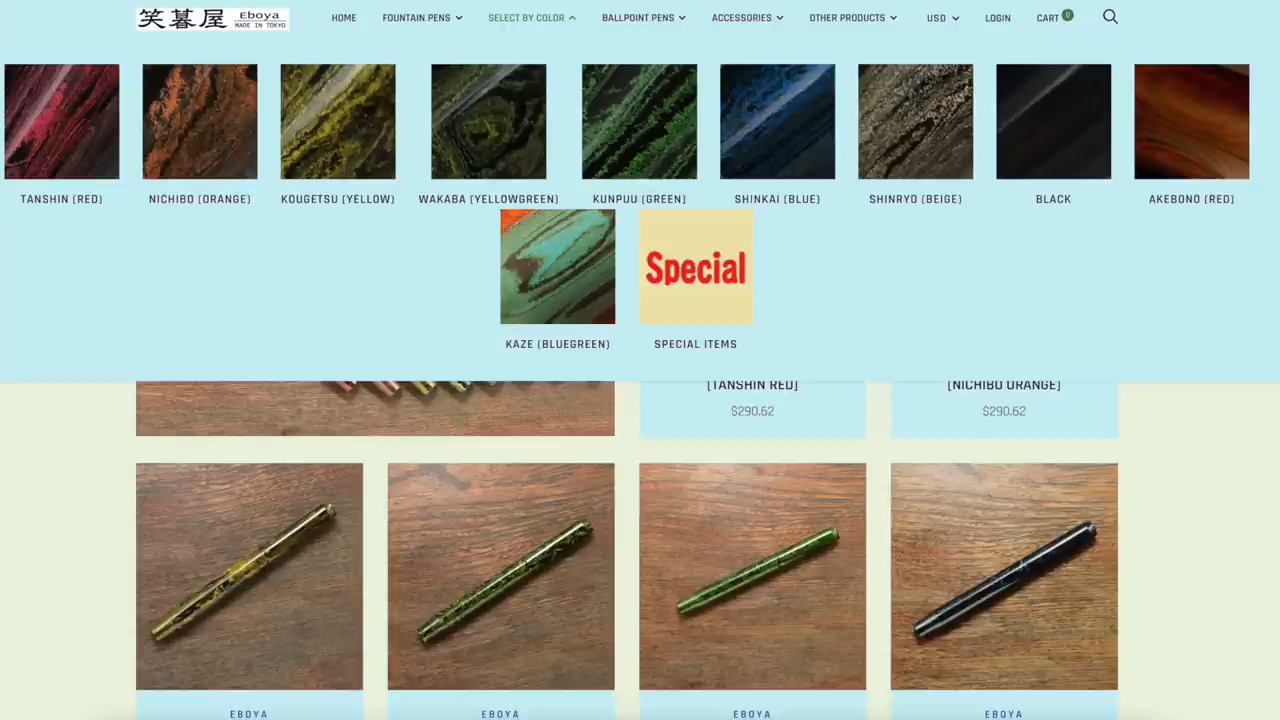 笑暮屋 Eboya
MADE IN TOKYO
HOME
FOUNTAIN PENS
SELECT BY COLOR
BALLPOINT PENS
ACCESSORIES
OTHER PRODUCTS
USD
LOGIN
CART 0
TANSHIN (RED)
NICHIBO (ORANGE)
KOUGETSU (YELLOW)
WAKABA (YELLOWGREEN)
KUNPUU (GREEN)
SHINKAI (BLUE)
SHINRYO (BEIGE)
BLACK
AKEBONO (RED)
Special
KAZE (BLUEGREEN)
SPECIAL ITEMS
[TANSHIN RED]
[NICHIBO ORANGE]
$290.62
$290.62
EBOYA
EBOYA
EBOYA
EBOYA